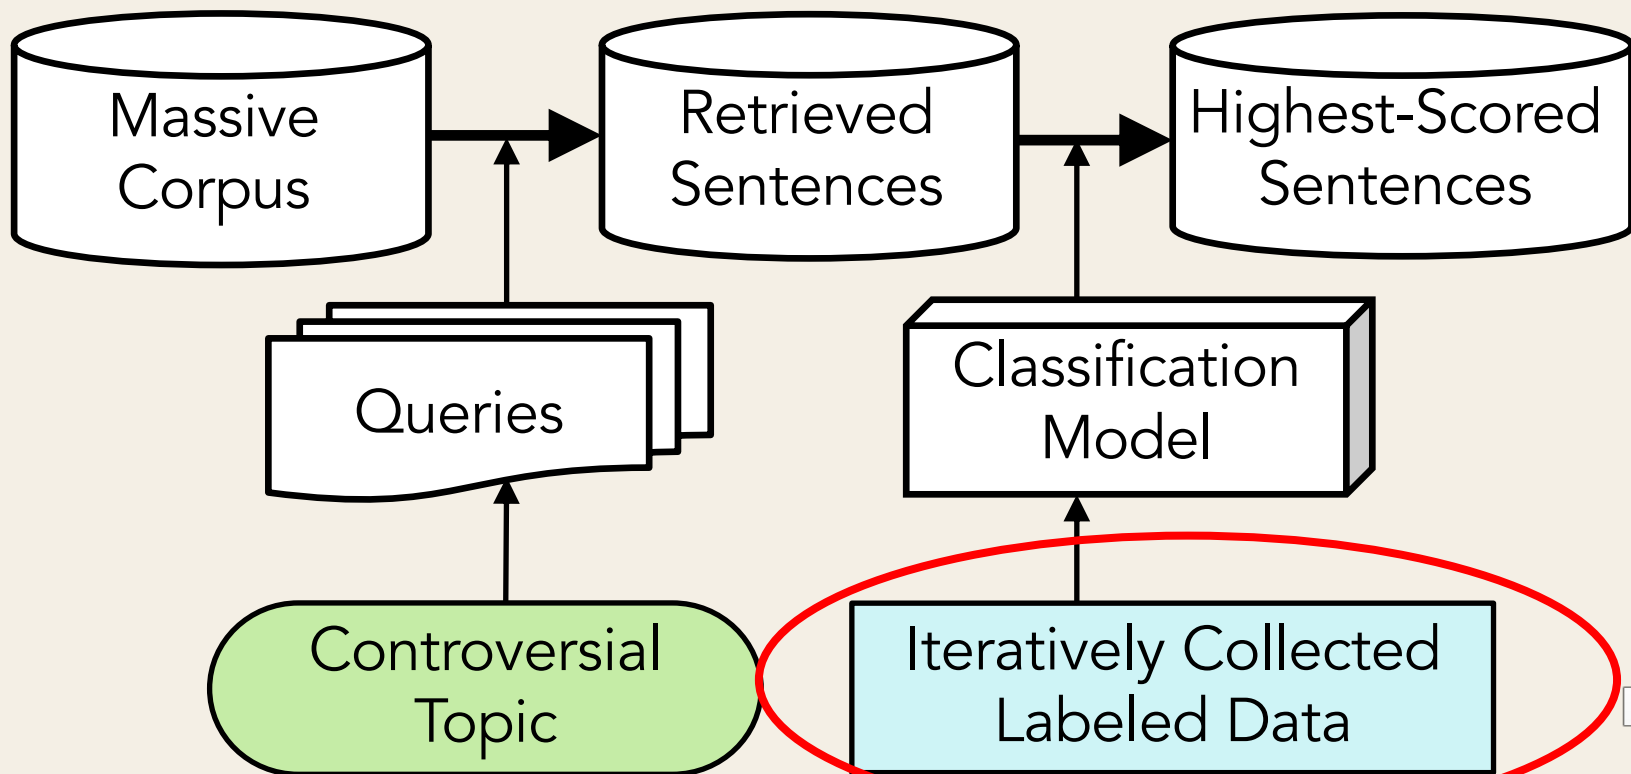 Massive
Corpus
Retrieved
Sentences
Highest-Scored
Sentences
Queries
Classification
Model
Controversial
Topic
Iteratively Collected
Labeled Data